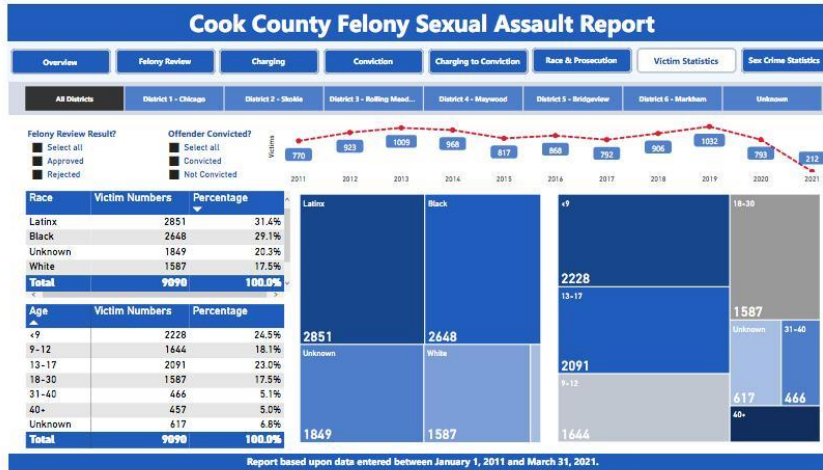 Cook County Felony Sexual Assault Report
Overview
Felony Review
Charging
Conviction
Charging to Conviction
Race & Prosecution
Victim Statistics
Sex Crime Statistics
All Districts
District 1 - Chicago
District 2 - Skokie
District 3 - Rolling Mead...
District 4 - Maywood
District 5 - Bridgeview
District 6 - Markham
Unknown
Felony Review Result?
Select all
Approved
Rejected
Offender Convicted?
Select all
Convicted
Not Convicted
Victims
770 923 1009 968 817 868 792 906 1032 793 212
2011 2012 2013 2014 2015 2016 2017 2018 2019 2020 2021
Race Victim Numbers Percentage
Latinx 2851 31.4%
Black 2648 29.1%
Unknown 1849 20.3%
White 1587 17.5%
Total 9090 100.0%
Age Victim Numbers Percentage
<9 2228 24.5%
9-12 1644 18.1%
13-17 2091 23.0%
18-30 1587 17.5%
31-40 466 5.1%
40+ 457 5.0%
Unknown 617 6.8%
Total 9090 100.0%
Latinx
2851
Black
2648
Unknown
1849
White
1587
<9
2228
13-17
2091
9-12
1644
18-30
1587
Unknown
617
31-40
466
40+
Report based upon data entered between January 1, 2011 and March 31, 2021.